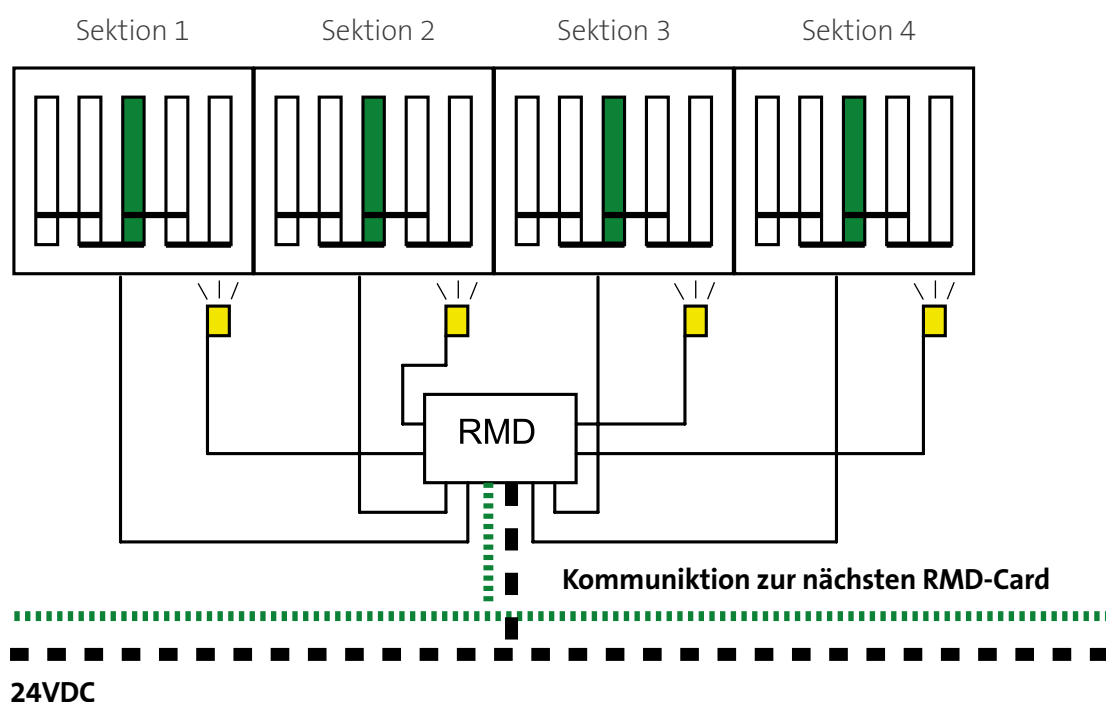 Sektion 1 Sektion 2 Sektion 3 Sektion 4
RMD
Kommuniktion zur nächsten RMD-Card
24VDC